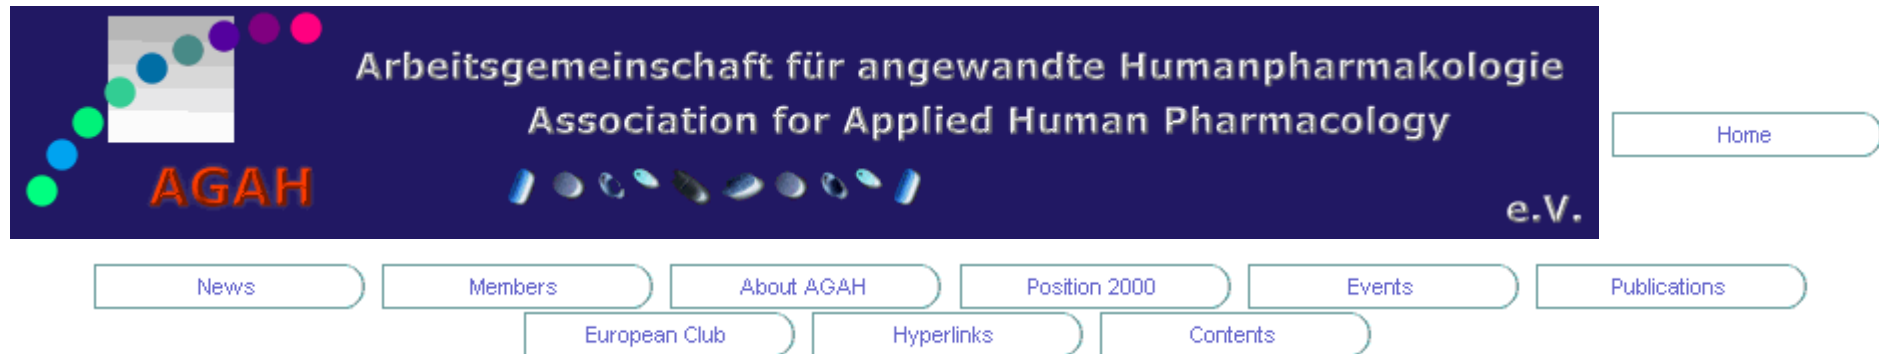 Arbeitsgemeinschaft für angewandte Humanpharmakologie
Association for Applied Human Pharmacology
AGAH
e.V.
Home
News
Members
About AGAH
Position 2000
Events
Publications
European Club
Hyperlinks
Contents